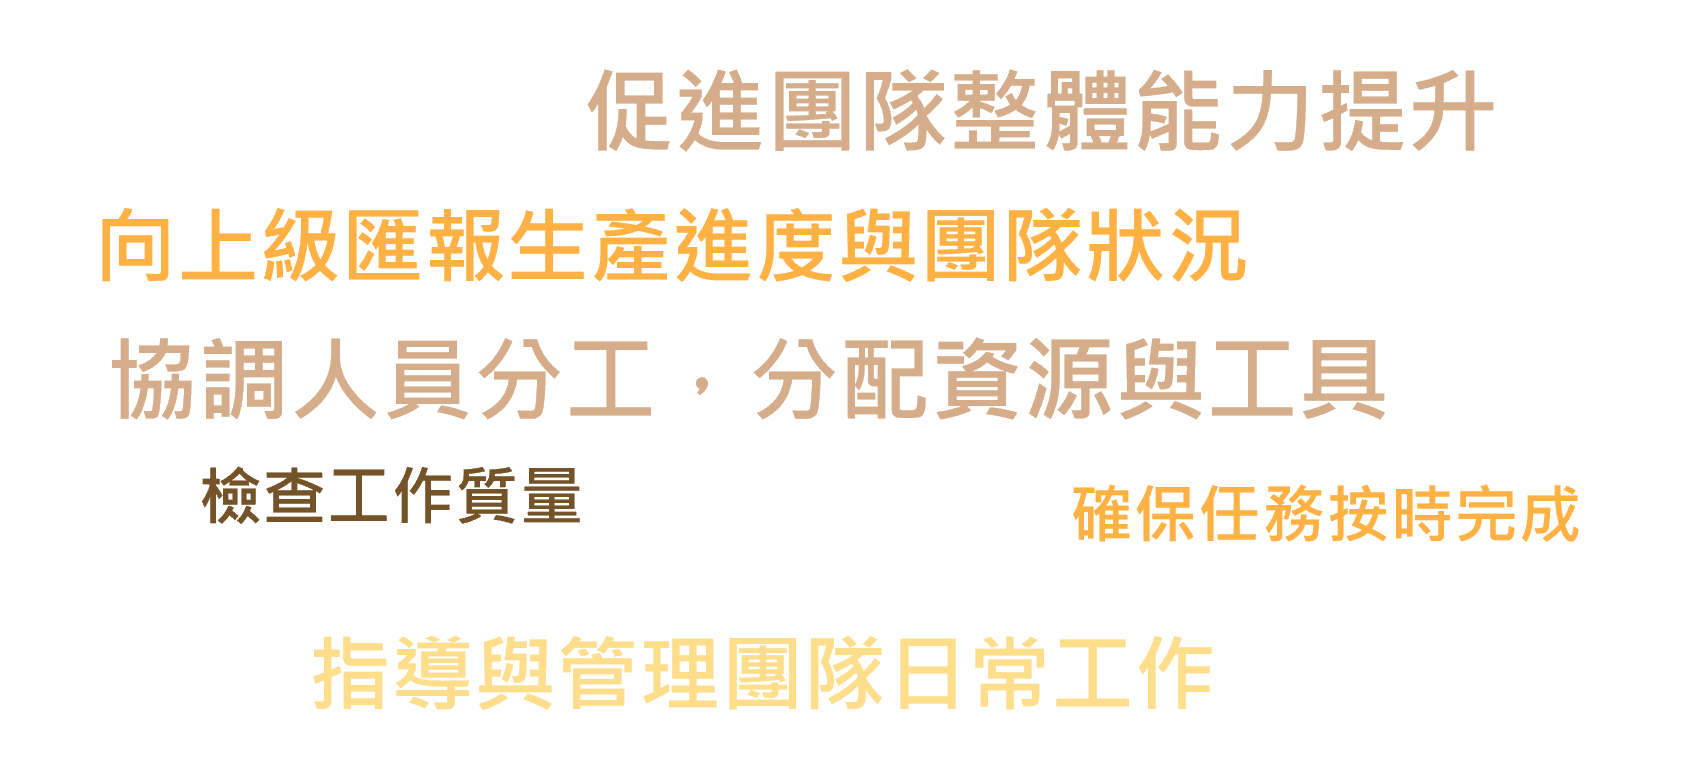 促進團隊整體能力提升
向上級匯報生產進度與團隊狀況
協調人員分工，分配資源與工具
檢查工作質量
確保任務按時完成
指導與管理團隊日常工作